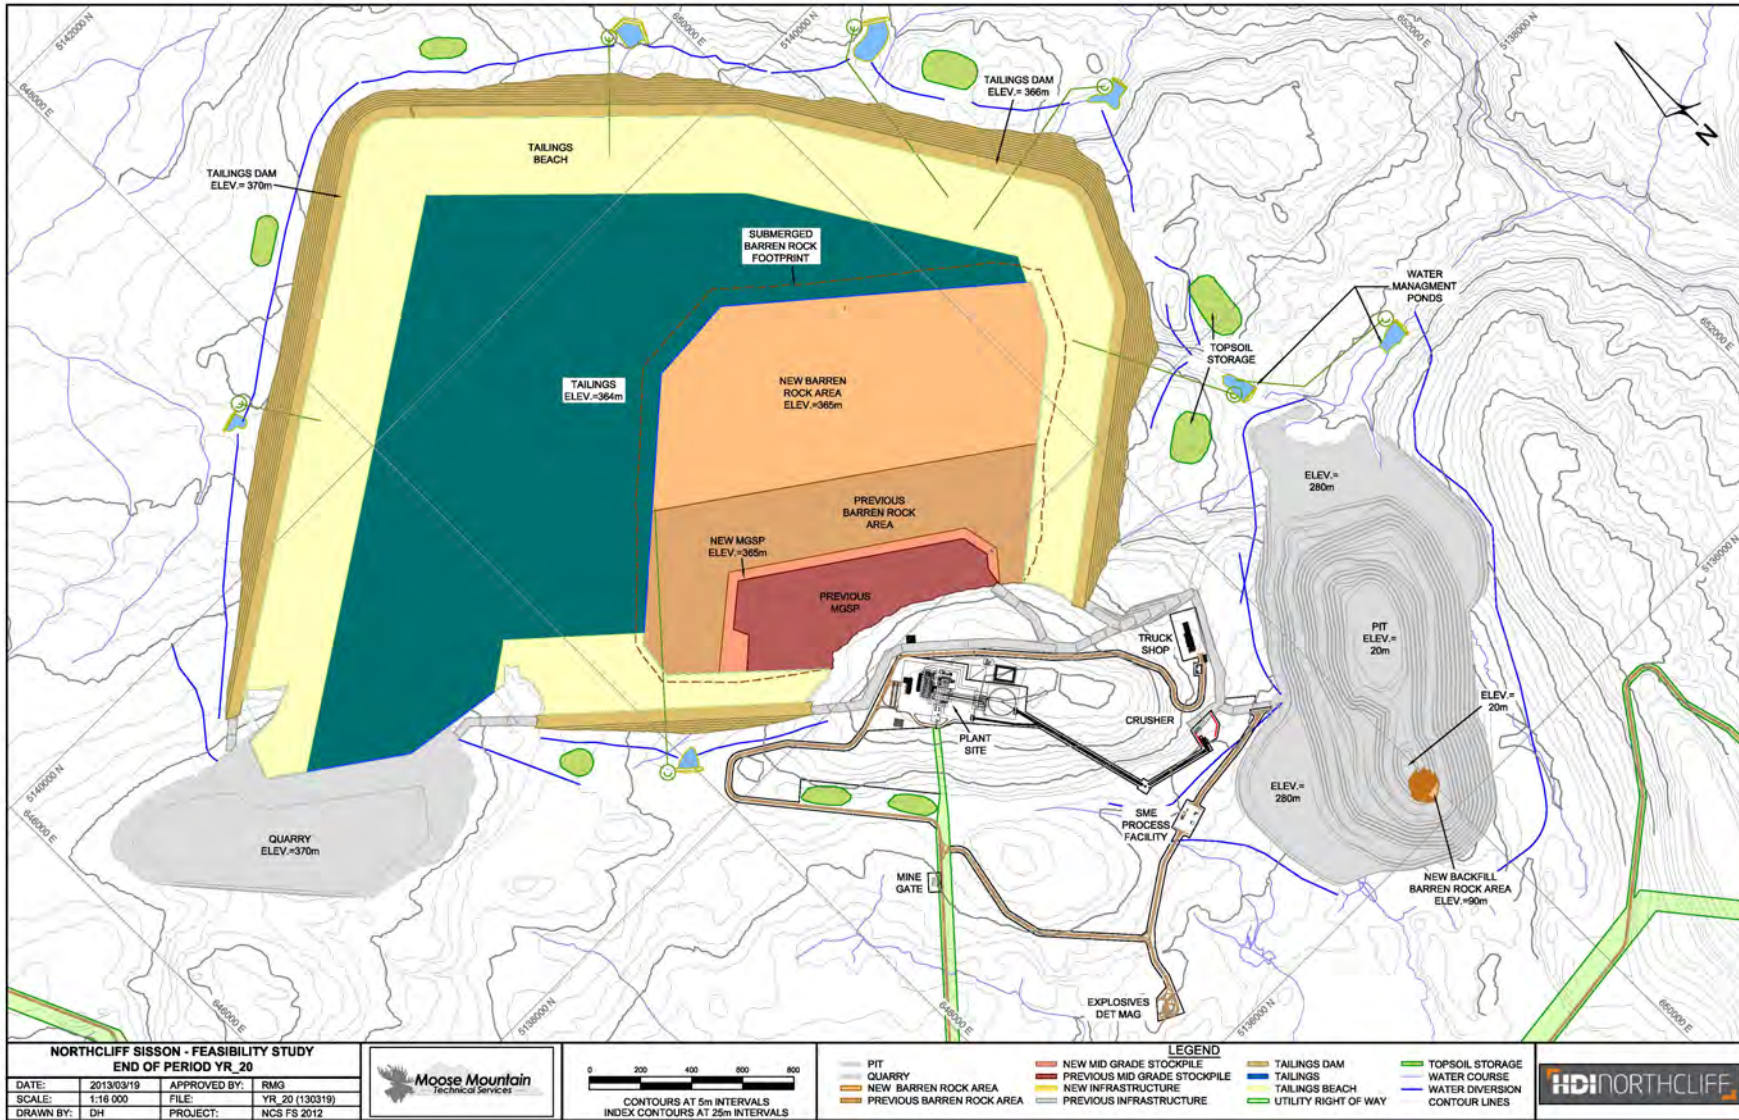 5142000 N
650000 E
5140000 N
652000 E
5138000 N
648000 E
TAILINGS DAM
ELEV.= 366m
N
TAILINGS
BEACH
TAILINGS DAM
ELEV.= 370m
SUBMERGED
BARREN ROCK
FOOTPRINT
WATER
MANAGMENT
PONDS
652000 E
TOPSOIL
STORAGE
TAILINGS
ELEV.=364m
NEW BARREN
ROCK AREA
ELEV.=365m
ELEV.=
280m
PREVIOUS
BARREN ROCK
AREA
NEW MGSP
ELEV.=365m
5136000 N
PREVIOUS
MGSP
TRUCK
SHOP
PIT
ELEV.=
20m
ELEV.=
20m
CRUSHER
PLANT
SITE
ELEV.=
280m
5140000 N
646000 E
SME
PROCESS
FACILITY
QUARRY
ELEV.=370m
MINE
GATE
NEW BACKFILL
BARREN ROCK AREA
ELEV.=90m
EXPLOSIVES
DET MAG
646000 E
5138000 N
648000 E
5136000 N
650000 E
NORTHCLIFF SISSON - FEASIBILITY STUDY
END OF PERIOD YR_20
DATE: 2013/03/19 APPROVED BY: RMG
SCALE: 1:16 000 FILE: YR_20 (130319)
DRAWN BY: DH PROJECT: NCS FS 2012
Moose Mountain
Technical Services
0 200 400 600 800
CONTOURS AT 5m INTERVALS
INDEX CONTOURS AT 25m INTERVALS
LEGEND
PIT
QUARRY
NEW BARREN ROCK AREA
PREVIOUS BARREN ROCK AREA
NEW MID GRADE STOCKPILE
PREVIOUS MID GRADE STOCKPILE
NEW INFRASTRUCTURE
PREVIOUS INFRASTRUCTURE
TAILINGS DAM
TAILINGS
TAILINGS BEACH
UTILITY RIGHT OF WAY
TOPSOIL STORAGE
WATER COURSE
WATER DIVERSION
CONTOUR LINES
HDINORTHCLIFF